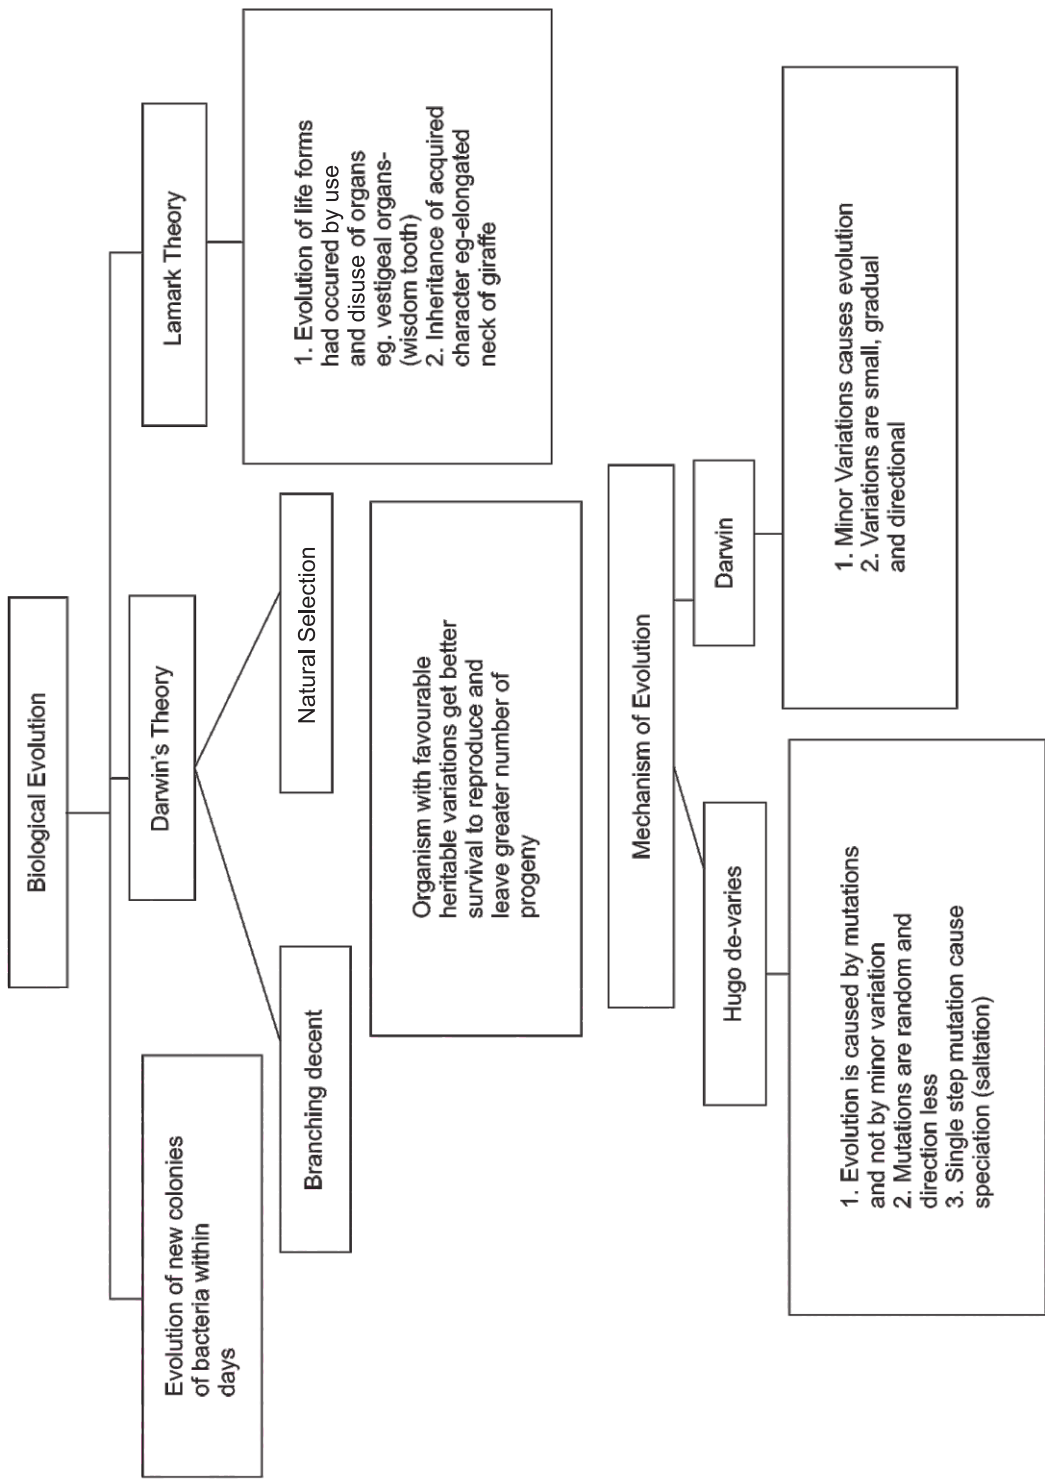 Biological Evolution
Evolution of new colonies
of bacteria within
days
Darwin's Theory
Lamark Theory
Branching decent
Natural Selection
1. Evolution of life forms
had occured by use
and disuse of organs
eg. vestigeal organs-
(wisdom tooth)
2. Inheritance of acquired
character eg-elongated
neck of giraffe
Organism with favourable
heritable variations get better
survival to reproduce and
leave greater number of
progeny
Mechanism of Evolution
Hugo de-varies
Darwin
1. Evolution is caused by mutations
and not by minor variation
2. Mutations are random and
direction less
3. Single step mutation cause
speciation (saltation)
1. Minor Variations causes evolution
2. Variations are small, gradual
and directional